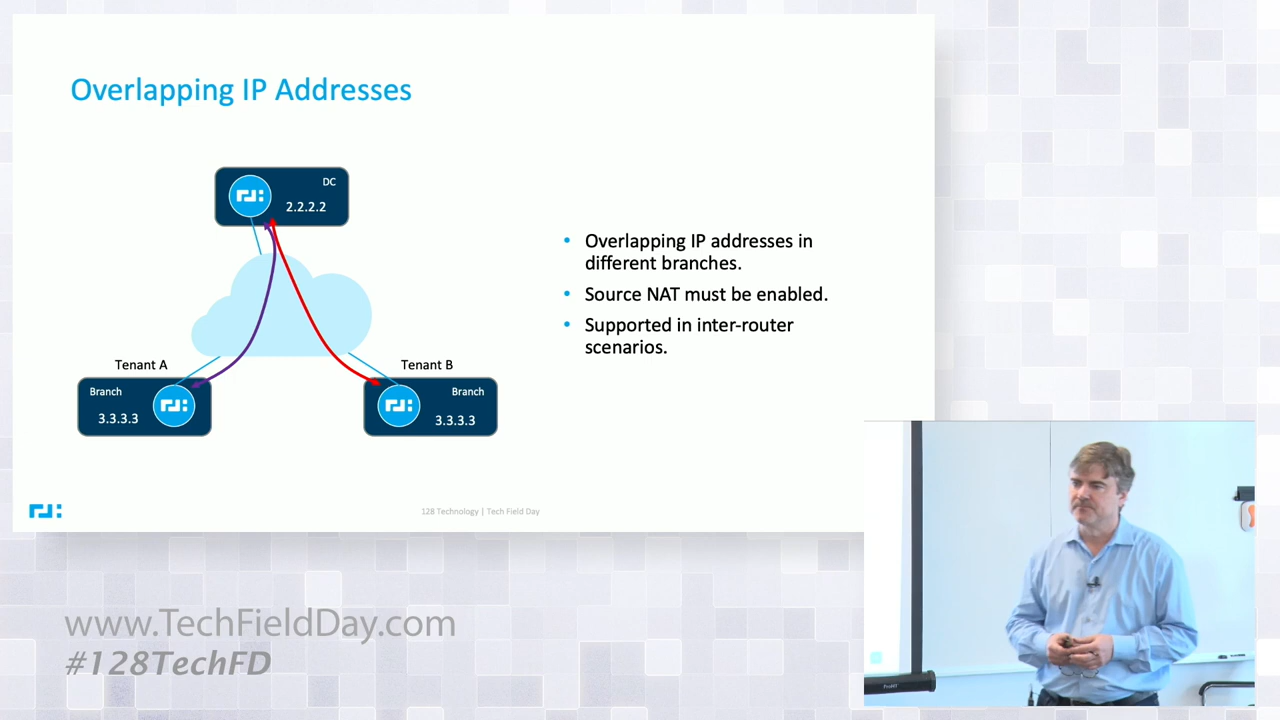 Overlapping IP Addresses
DC
2.2.2.2
Tenant A
Branch
3.3.3.3
Tenant B
Branch
3.3.3.3
• Overlapping IP addresses in
different branches.
• Source NAT must be enabled.
• Supported in inter-router
scenarios.
128 Technology | Tech Field Day
www.TechFieldDay.com
#128TechFD